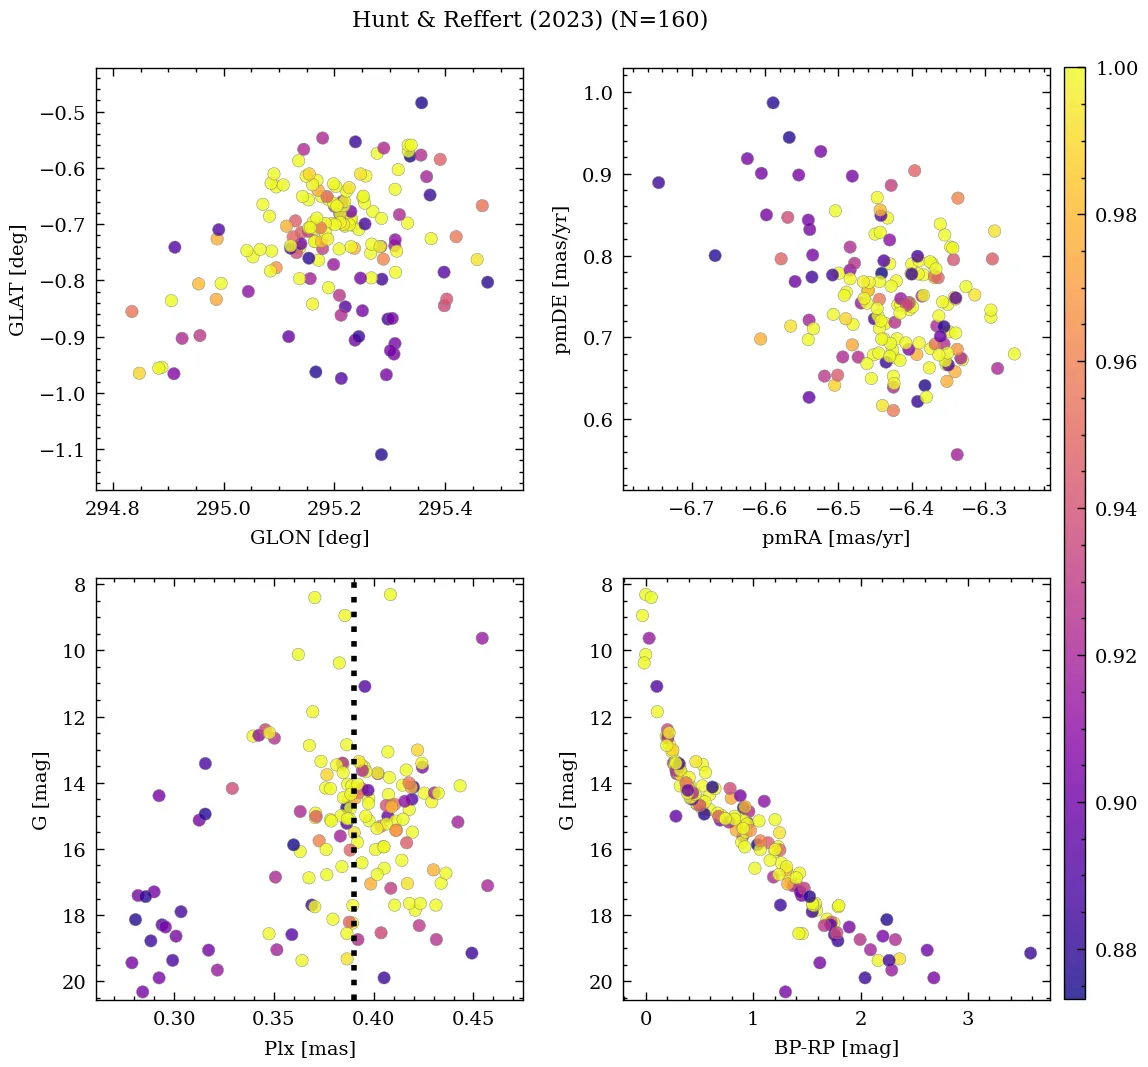 Hunt & Reffert (2023) (N=160)
−0.5
−0.6
−0.7
−0.8
−0.9
−1.0
−1.1
GLAT [deg]
294.8 295.0 295.2 295.4
GLON [deg]
1.0
0.9
0.8
0.7
0.6
pmDE [mas/yr]
−6.7 −6.6 −6.5 −6.4 −6.3
pmRA [mas/yr]
8
10
12
14
16
18
20
G [mag]
0.30 0.35 0.40 0.45
Plx [mas]
8
10
12
14
16
18
20
G [mag]
0 1 2 3
BP-RP [mag]
1.00
0.98
0.96
0.94
0.92
0.90
0.88